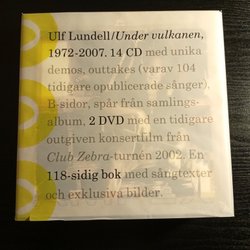 Ulf Lundell/Under vulkanen,
1972-2007. 14 CD med unika
demos, outtakes (varav 104
tidigare opublicerade sånger),
B-sidor, spår från samlings-
album, 2 DVD med en tidigare
outgiven konsertfilm från
Club Zebra-turnén 2002. En
118-sidig bok med sångtexter
och exklusiva bilder.